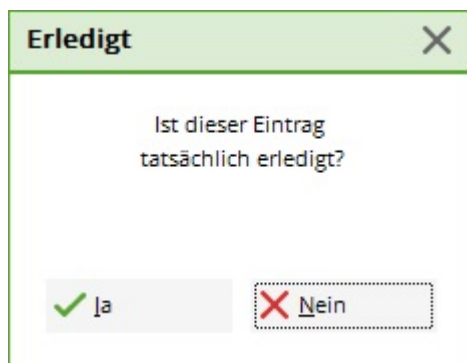 Erledigt
Ist dieser Eintrag
tatsächlich erledigt?
Ja
Nein